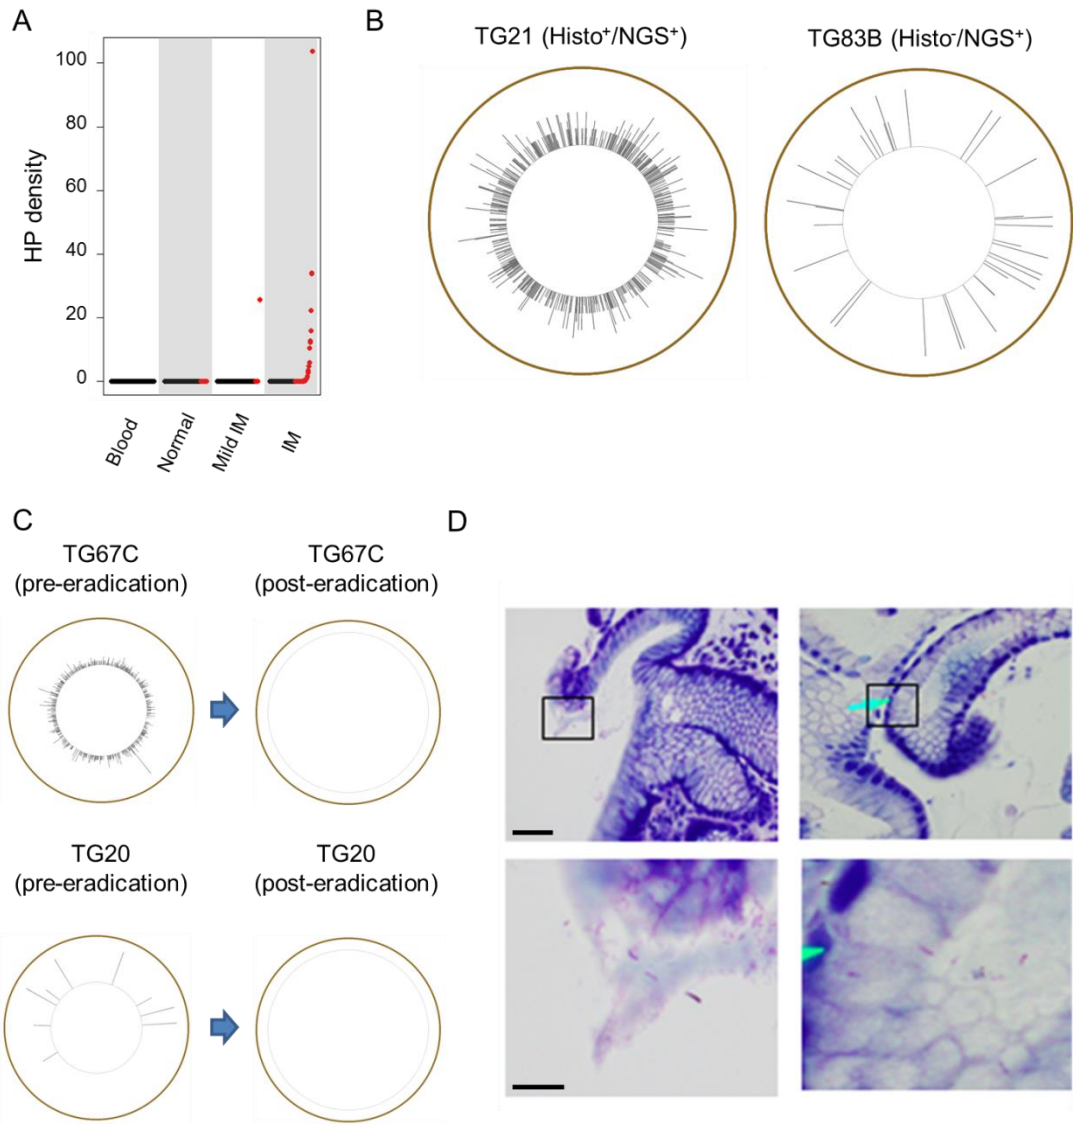 A
HP density
100
80
60
40
20
0
Blood
Normal
Mild IM
IM
B
TG21 (Histo⁺/NGS⁺)
TG83B (Histo⁻/NGS⁺)
C
TG67C
(pre-eradication)
TG67C
(post-eradication)
TG20
(pre-eradication)
TG20
(post-eradication)
D